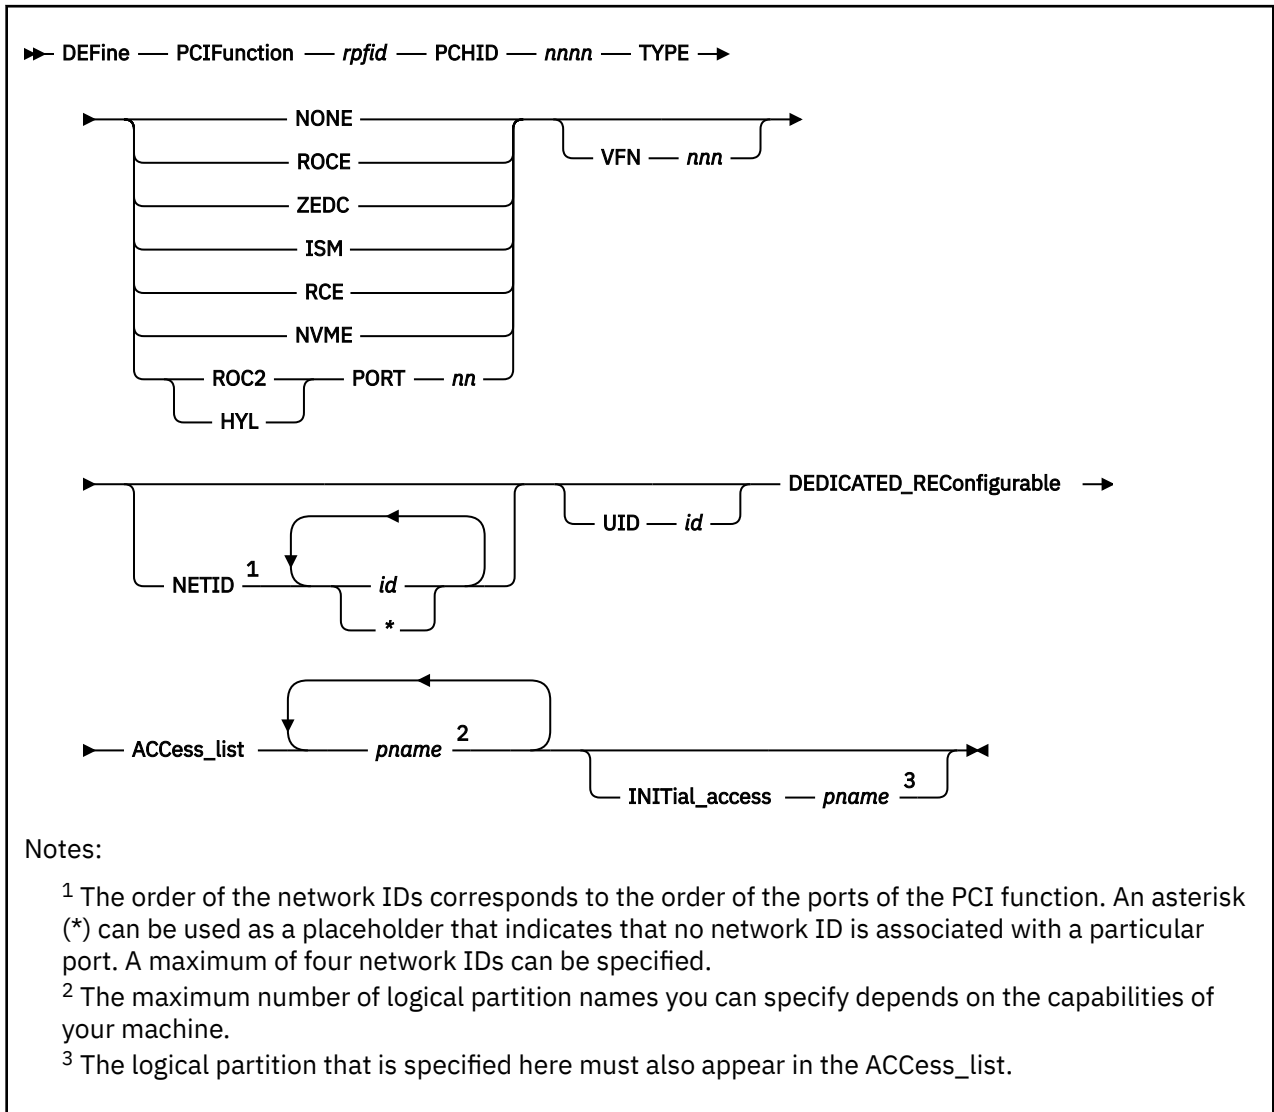 DEFine PCIFunction rpfid PCHID nnnn TYPE
NONE
VFN nnn
ROCE
ZEDC
ISM
RCE
NVME
ROC2 PORT nn
HYL
DEDICATED_REConfigurable
UID id
NETID 1 id
*
ACCess_list pname 2
INITial_access pname 3
Notes:
1 The order of the network IDs corresponds to the order of the ports of the PCI function. An asterisk
(*) can be used as a placeholder that indicates that no network ID is associated with a particular
port. A maximum of four network IDs can be specified.
2 The maximum number of logical partition names you can specify depends on the capabilities of
your machine.
3 The logical partition that is specified here must also appear in the ACCess_list.